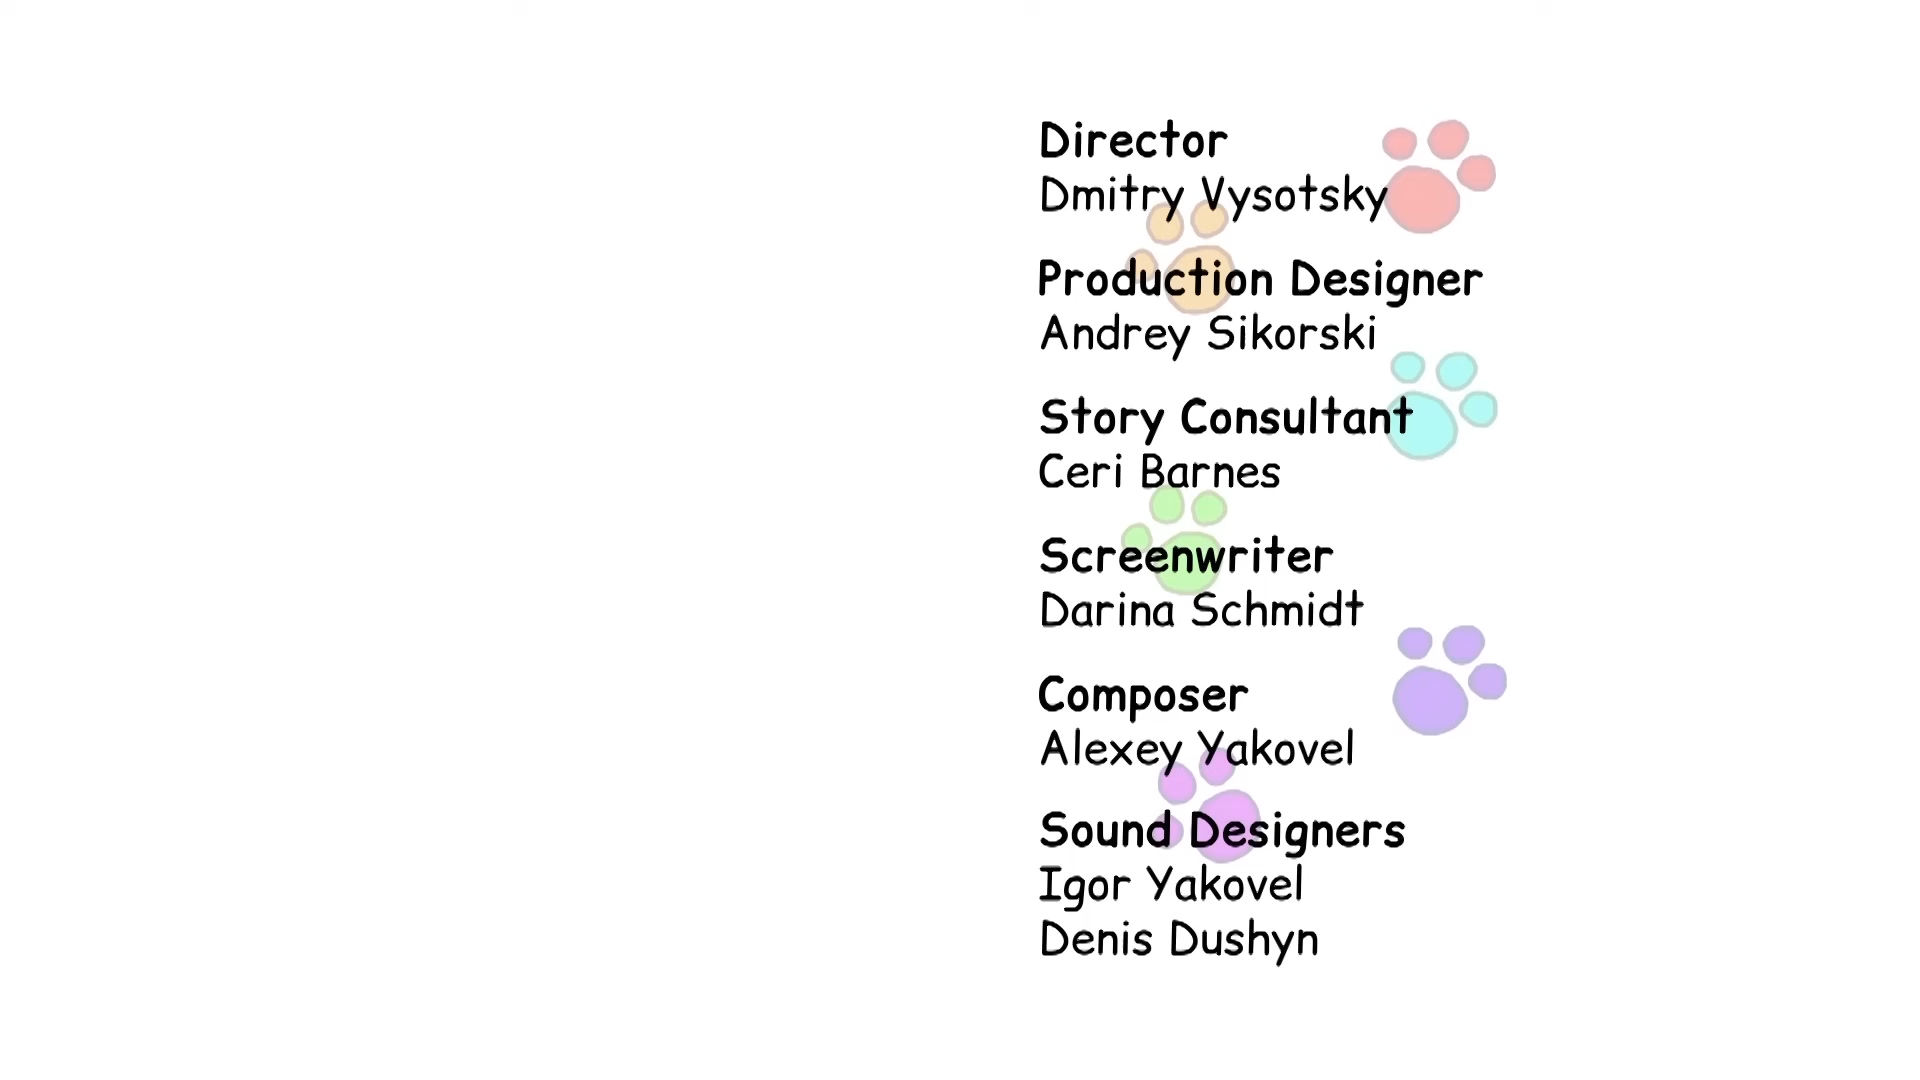 Director
Dmitry Vysotsky
Production Designer
Andrey Sikorski
Story Consultant
Ceri Barnes
Screenwriter
Darina Schmidt
Composer
Alexey Yakovel
Sound Designers
Igor Yakovel
Denis Dushyn